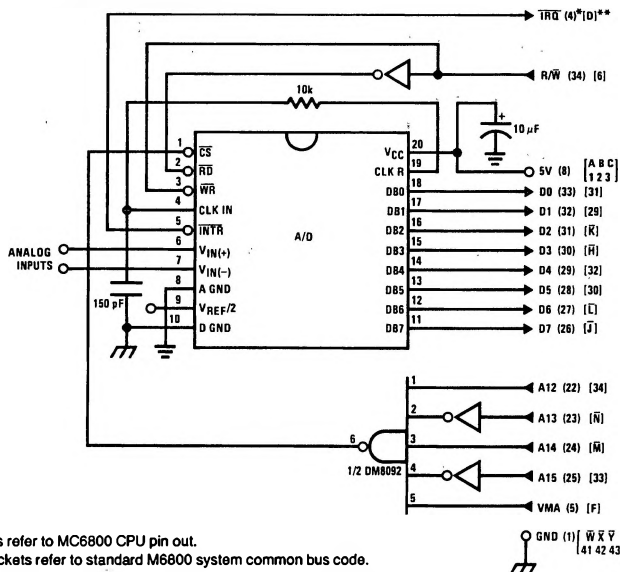 I̅R̅Q̅ (4)*[D]**
R/W̅ (34) [6]
10k
10 µF
+
1 C̅S̅
2 R̅D̅
3 W̅R̅
4 CLK IN
5 I̅N̅T̅R̅
6 VIN(+)
7 VIN(−)
8 A GND
9 VREF/2
10 D GND
A/D
VCC 20
CLK R 19
DB0 18
DB1 17
DB2 16
DB3 15
DB4 14
DB5 13
DB6 12
DB7 11
ANALOG
INPUTS
150 pF
5V (8) [A B C
1 2 3]
D0 (33) [31]
D1 (32) [29]
D2 (31) [K̅]
D3 (30) [H̅]
D4 (29) [32]
D5 (28) [30]
D6 (27) [L̅]
D7 (26) [J̅]
1 A12 (22) [34]
2 A13 (23) [N̅]
3 A14 (24) [M̅]
4 A15 (25) [33]
5 VMA (5) [F]
6
1/2 DM8092
GND (1) [W̅ X̅ Y̅
41 42 43
s refer to MC6800 CPU pin out.
ckets refer to standard M6800 system common bus code.